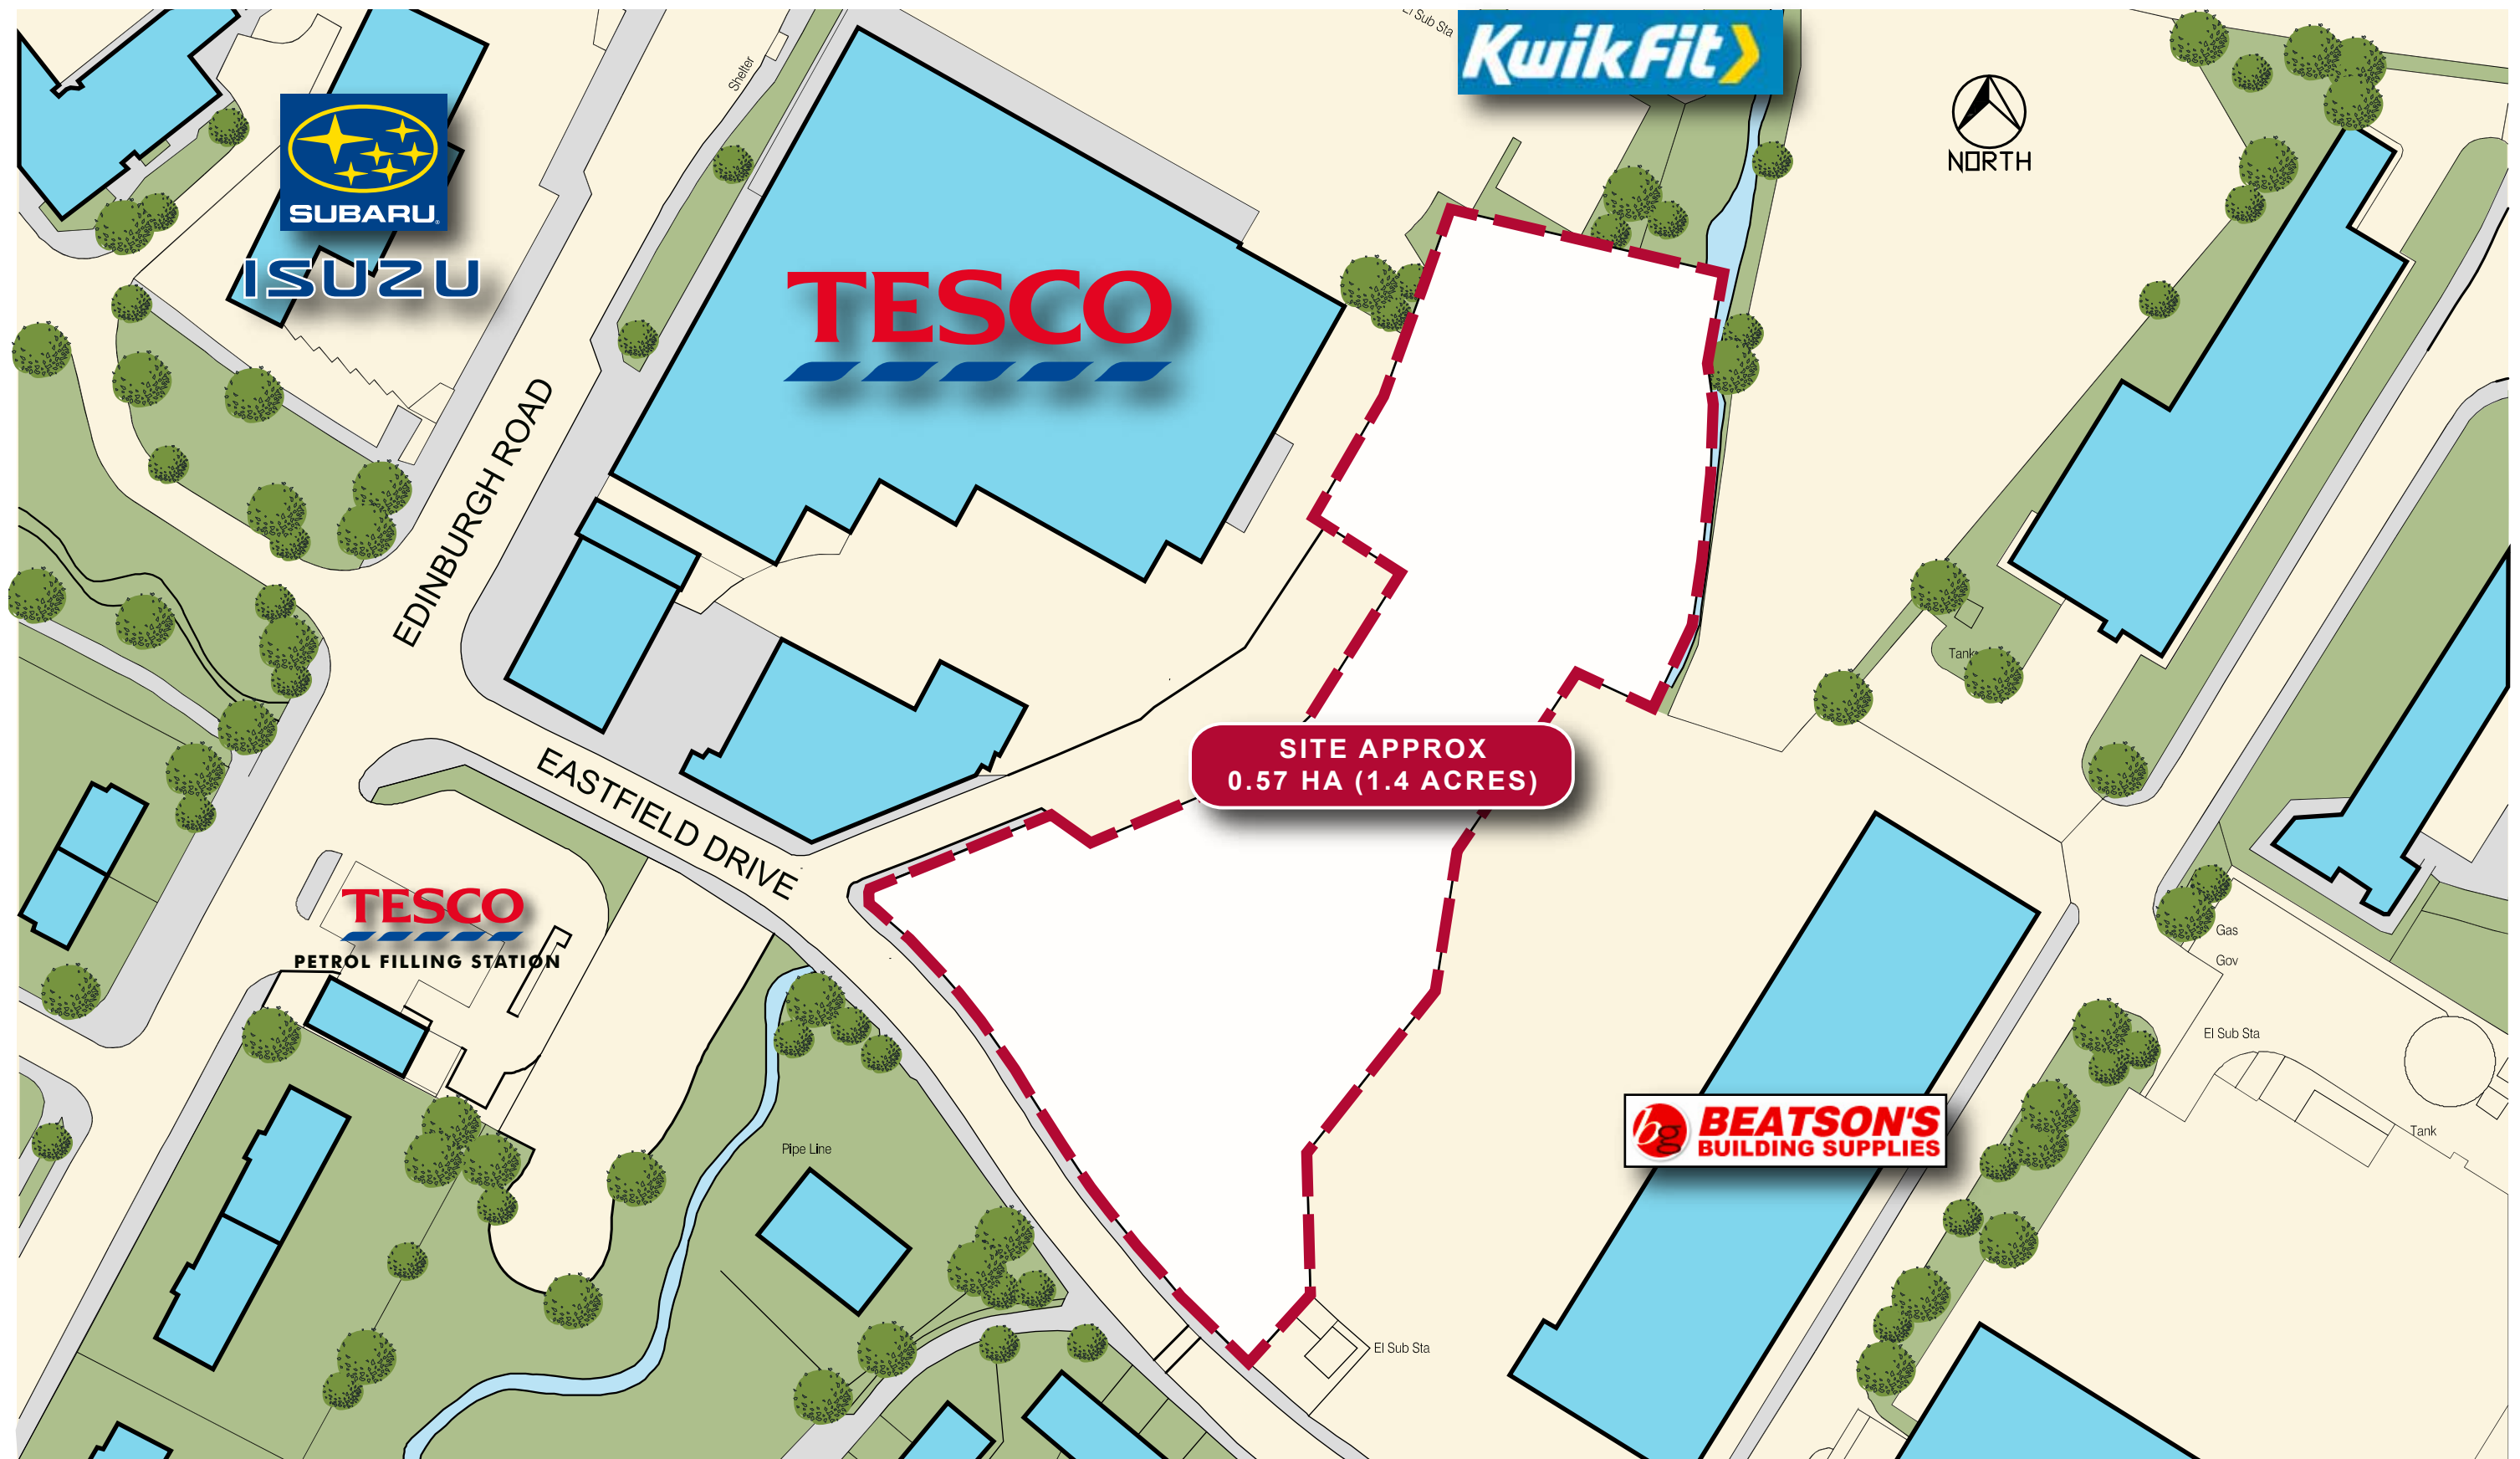 El Sub Sta
KwikFit
Shelter
NORTH
SUBARU
ISUZU
TESCO
EDINBURGH ROAD
Tank
SITE APPROX
0.57 HA (1.4 ACRES)
EASTFIELD DRIVE
TESCO
PETROL FILLING STATION
Gas
Gov
El Sub Sta
bg BEATSON'S
BUILDING SUPPLIES
Tank
Pipe Line
El Sub Sta